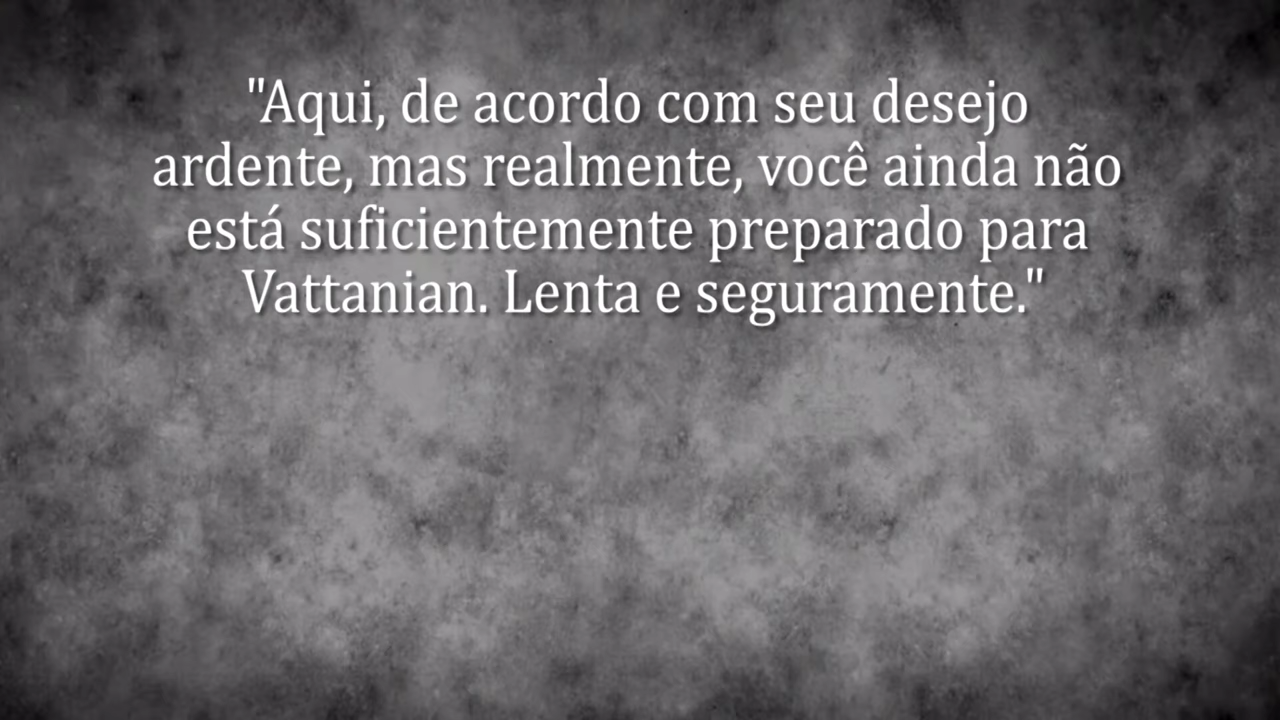 "Aqui, de acordo com seu desejo
ardente, mas realmente, você ainda não
está suficientemente preparado para
Vattanian. Lenta e seguramente."